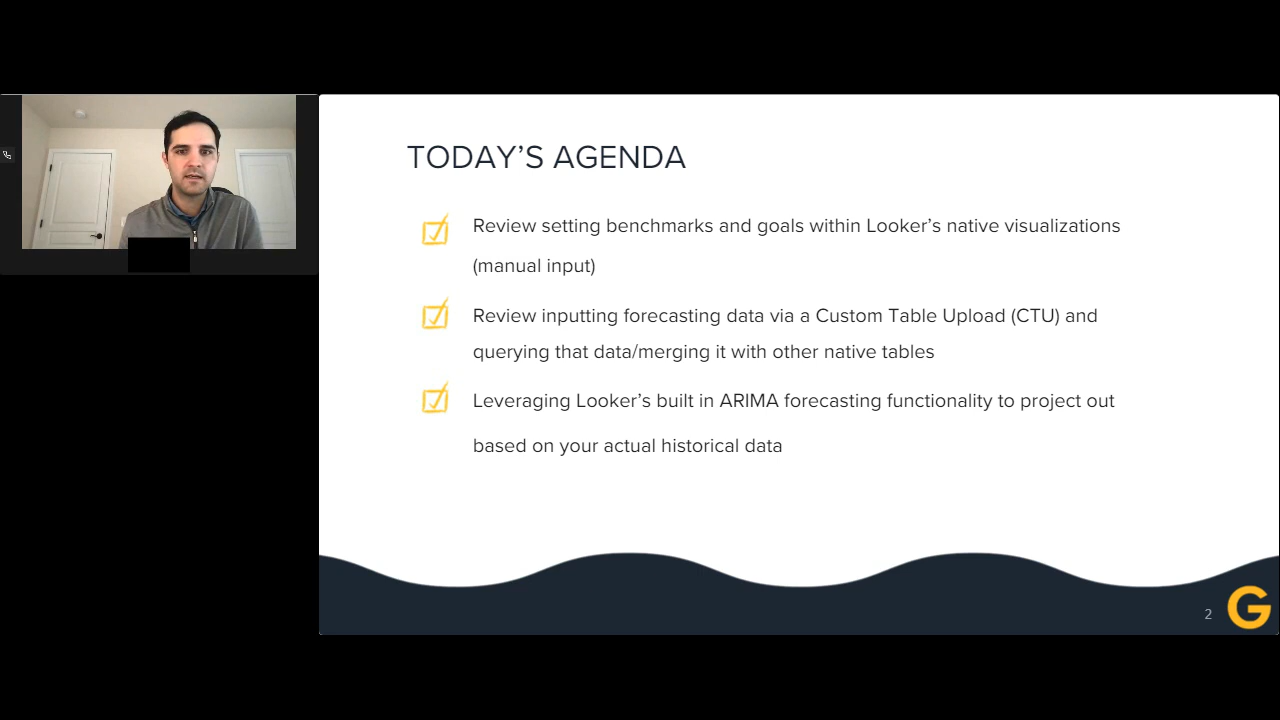 TODAY’S AGENDA
Review setting benchmarks and goals within Looker’s native visualizations
(manual input)
Review inputting forecasting data via a Custom Table Upload (CTU) and
querying that data/merging it with other native tables
Leveraging Looker’s built in ARIMA forecasting functionality to project out
based on your actual historical data
2
G